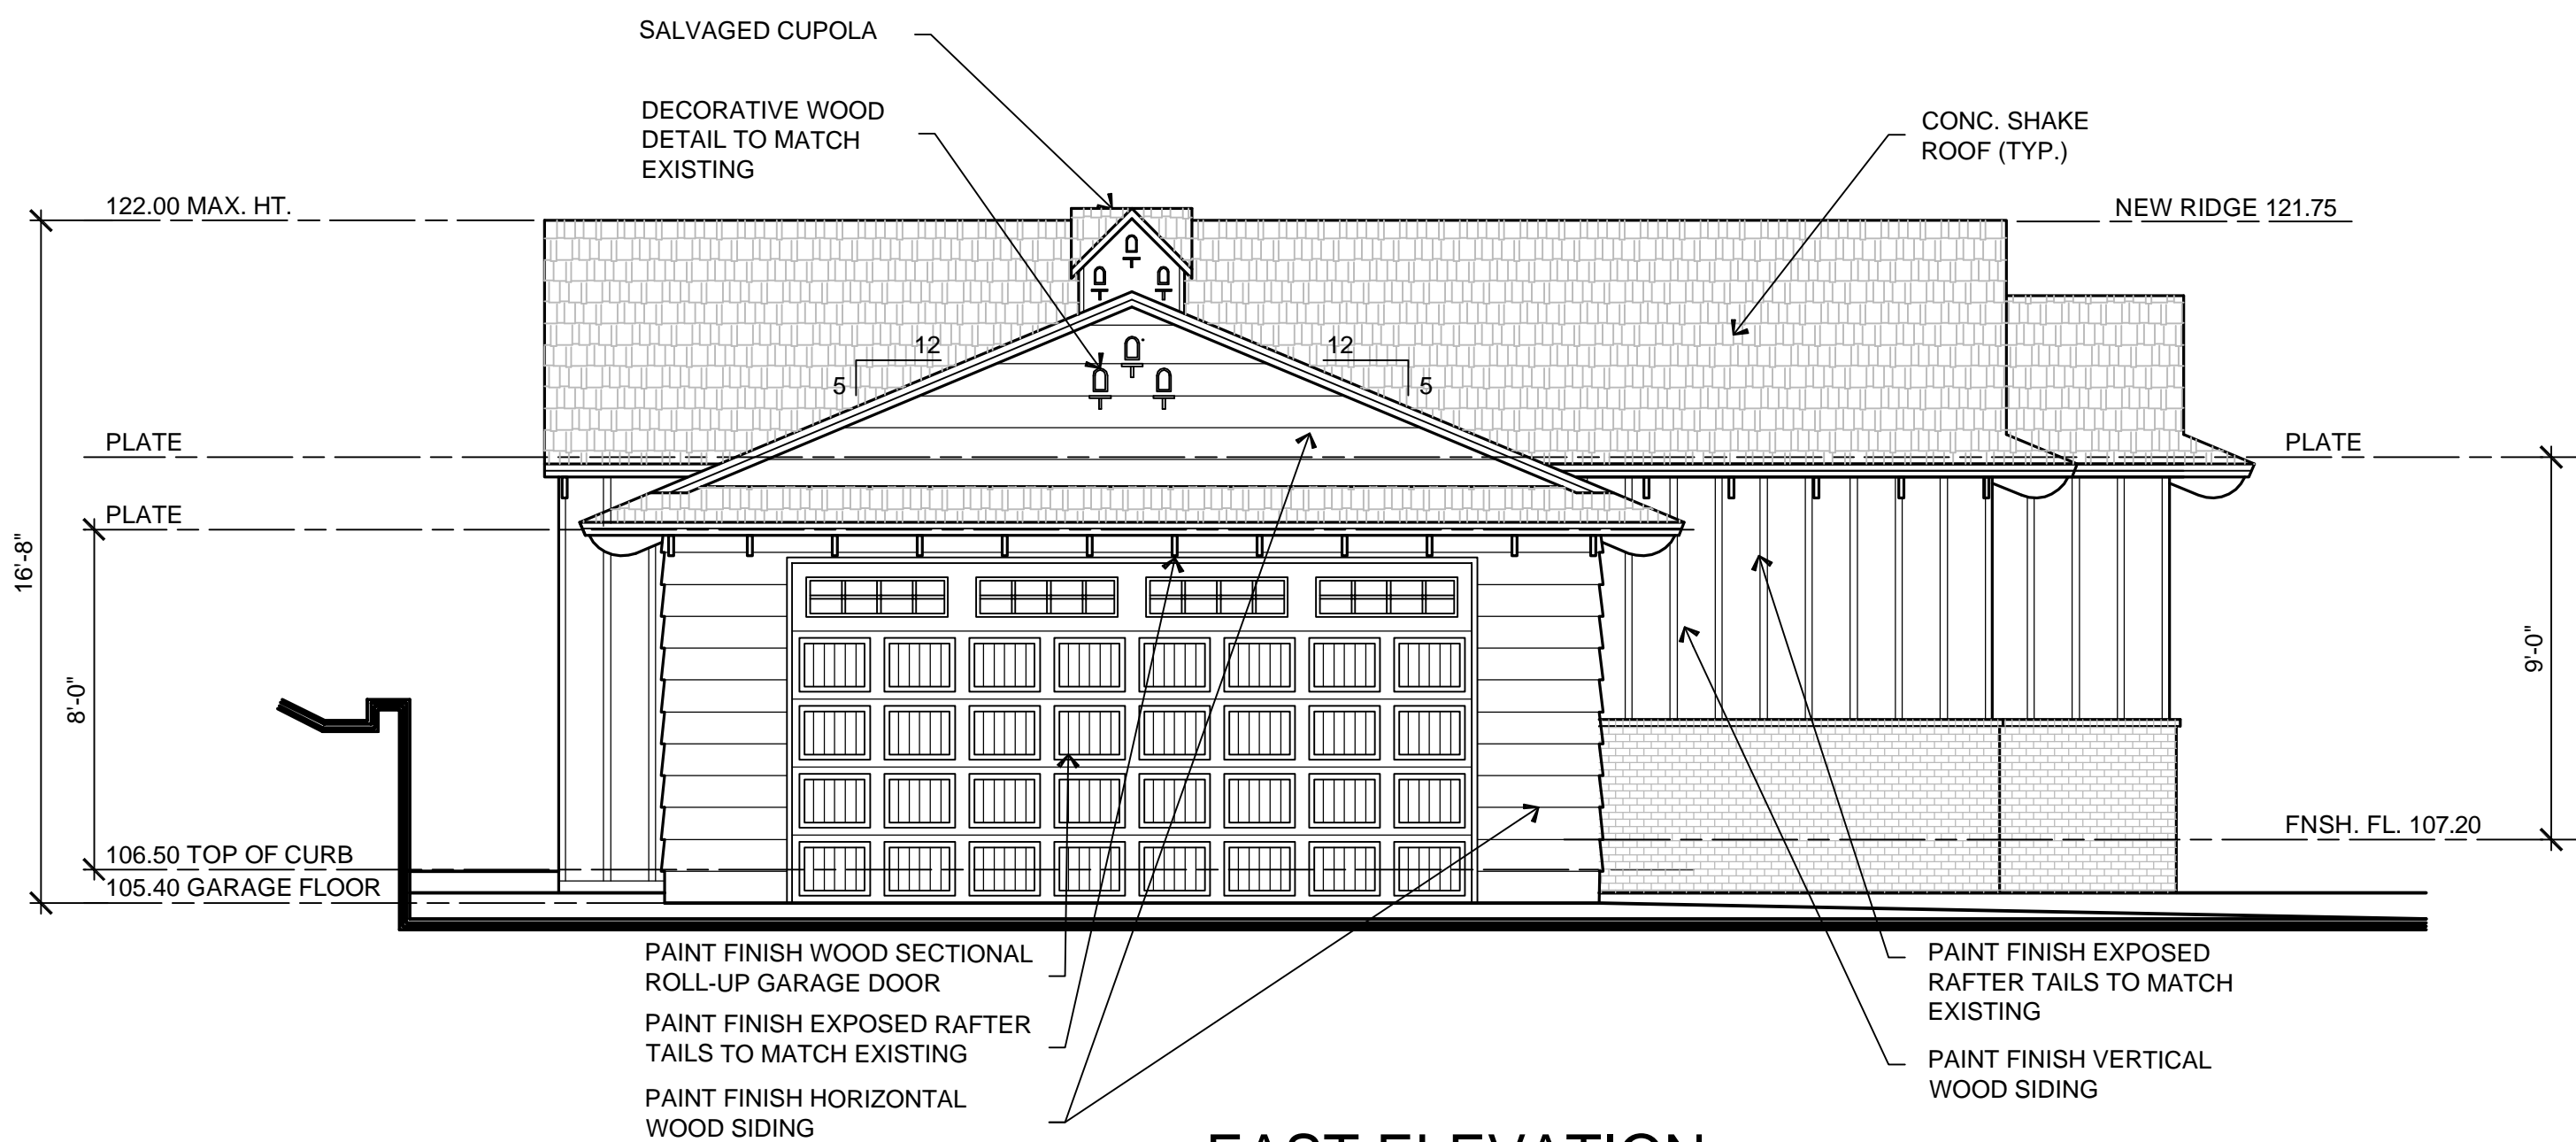 SALVAGED CUPOLA
DECORATIVE WOOD
DETAIL TO MATCH
EXISTING
CONC. SHAKE
ROOF (TYP.)
122.00 MAX. HT.
NEW RIDGE 121.75
12
5
12
5
PLATE
PLATE
PLATE
16'-8"
8'-0"
9'-0"
106.50 TOP OF CURB
105.40 GARAGE FLOOR
FNSH. FL. 107.20
PAINT FINISH WOOD SECTIONAL
ROLL-UP GARAGE DOOR
PAINT FINISH EXPOSED RAFTER
TAILS TO MATCH EXISTING
PAINT FINISH HORIZONTAL
WOOD SIDING
PAINT FINISH EXPOSED
RAFTER TAILS TO MATCH
EXISTING
PAINT FINISH VERTICAL
WOOD SIDING
EAST ELEVATION